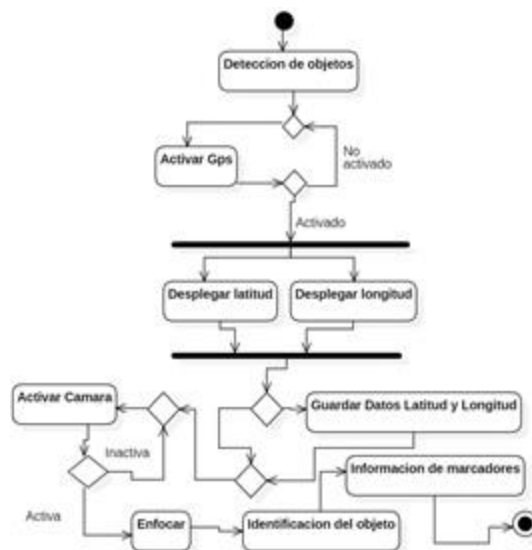 Deteccion de objetos
Activar Gps
No
activado
Activado
Desplegar latitud
Desplegar longitud
Activar Camara
Guardar Datos Latitud y Longitud
Inactiva
Informacion de marcadores
Activa
Enfocar
Identificacion del objeto